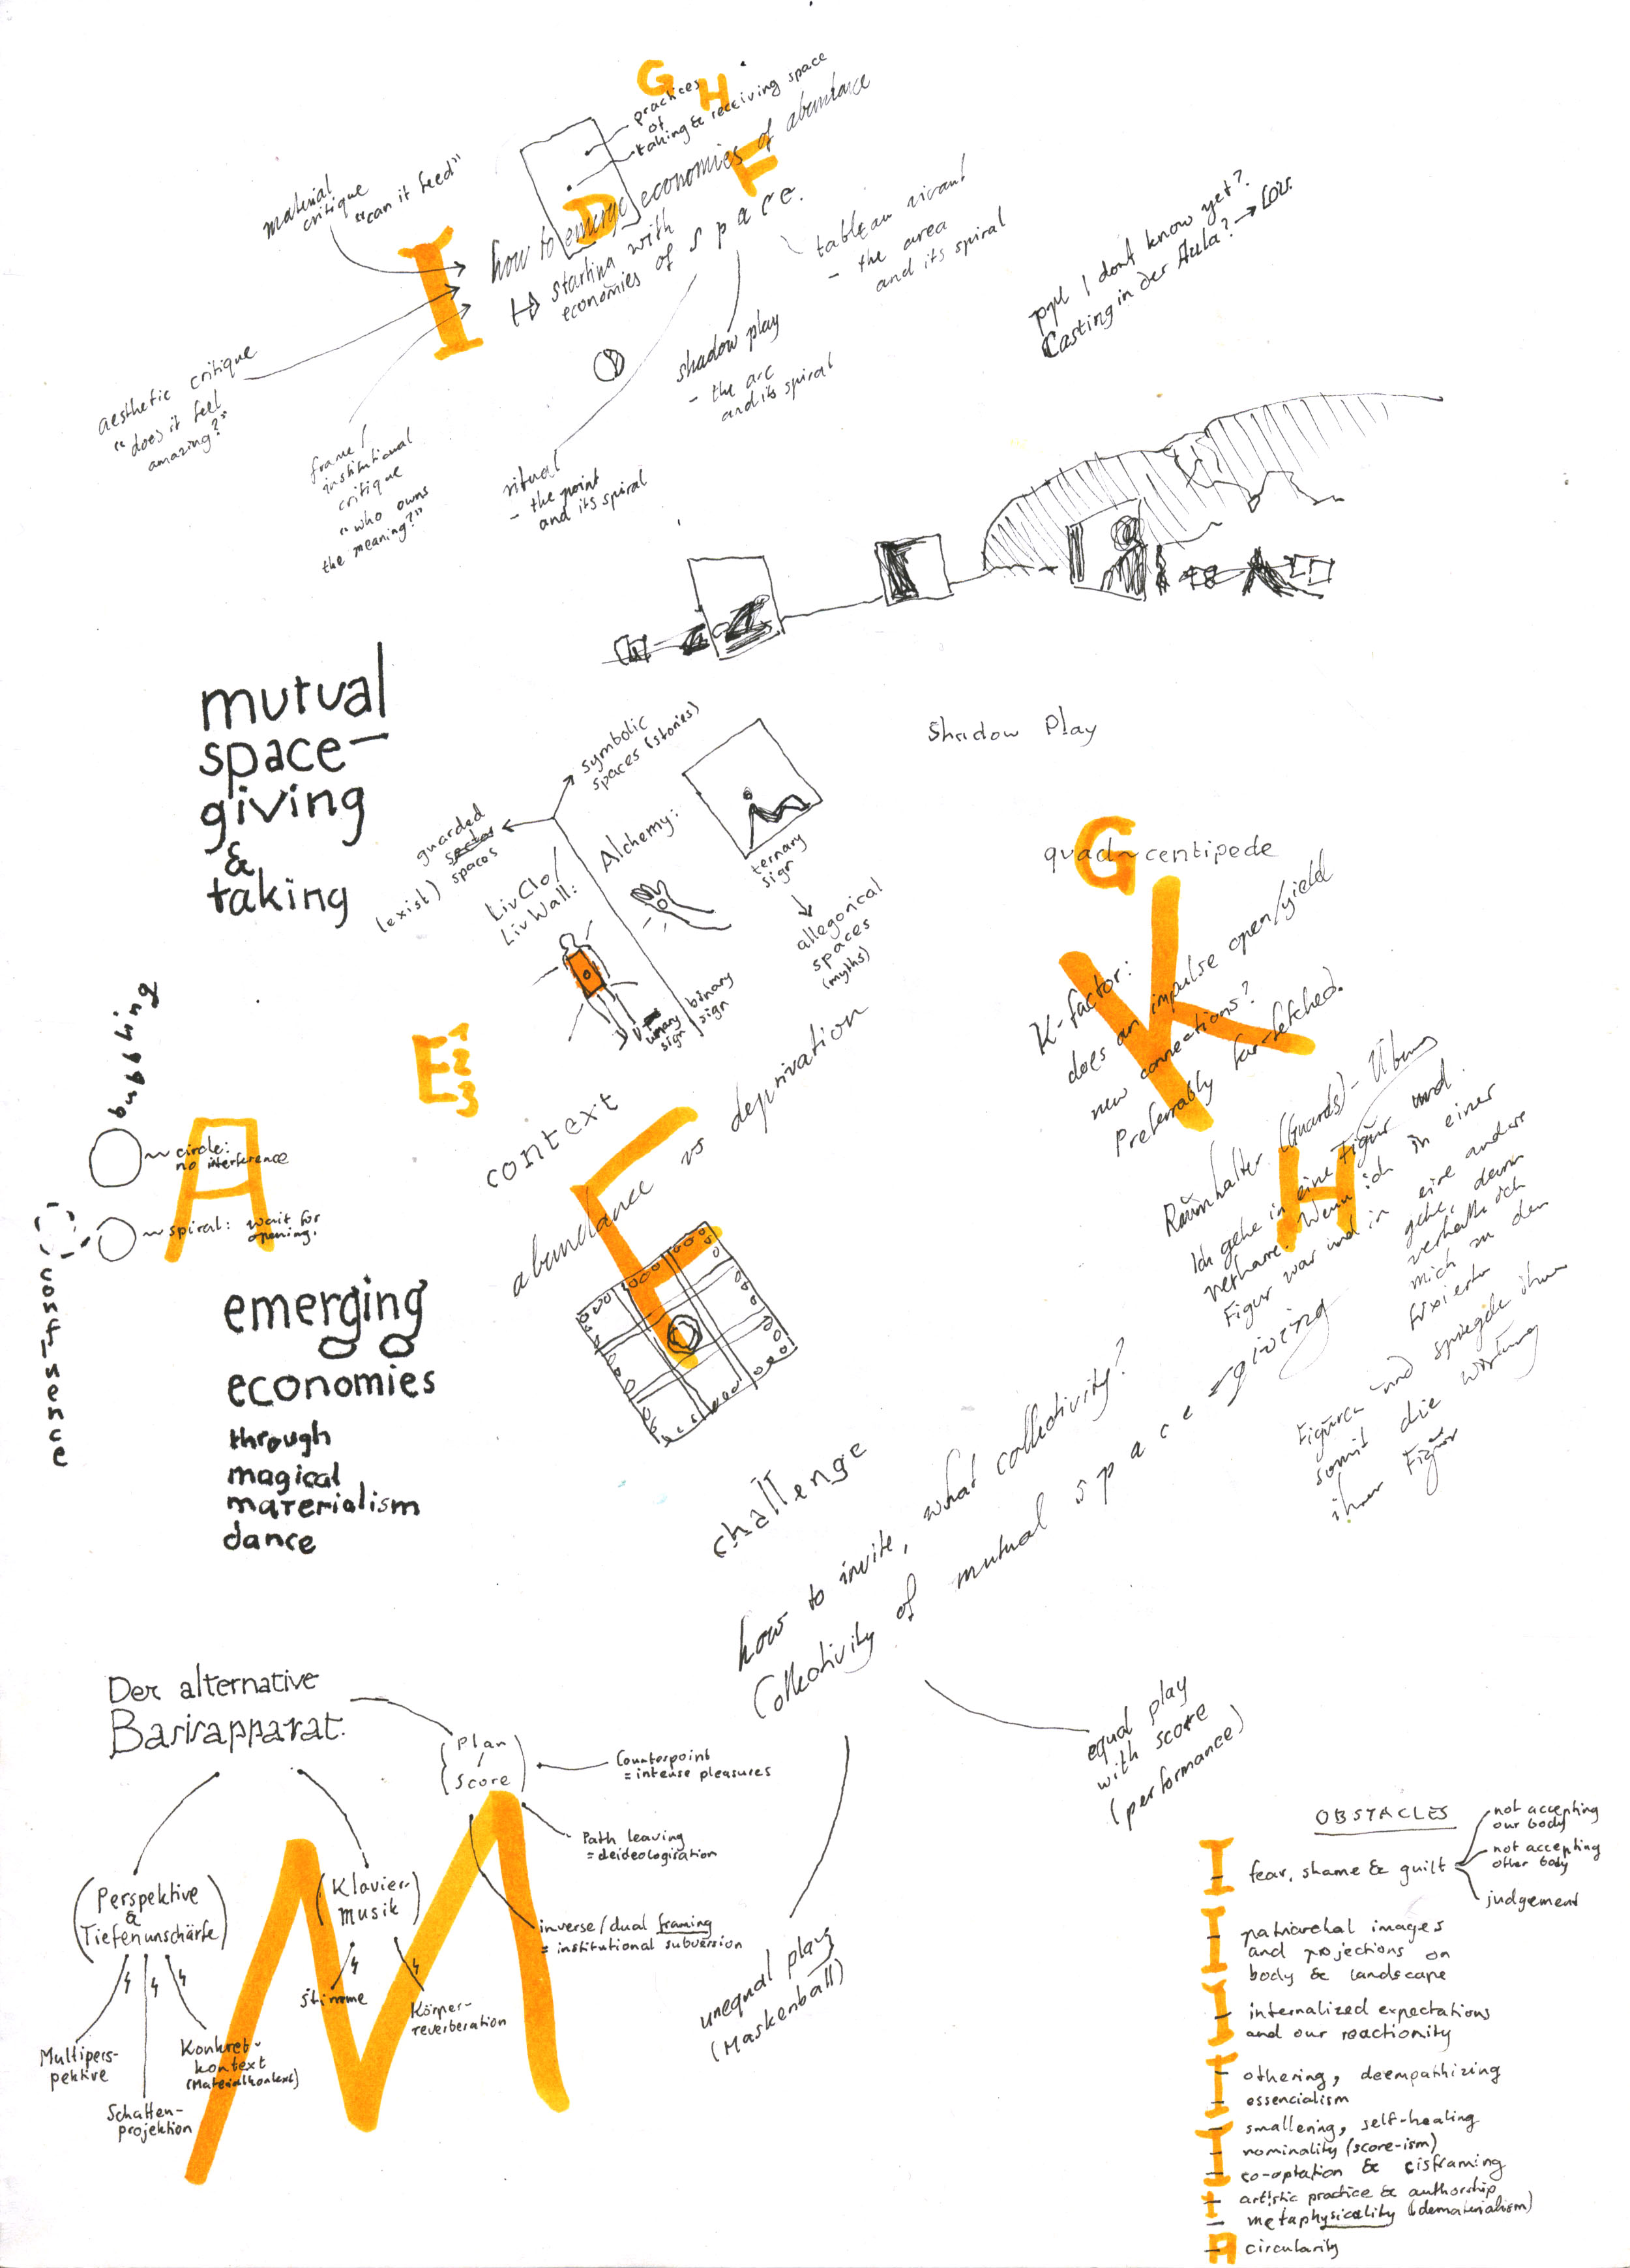 G
H
practices
of
taking & receiving space
material
critique
"can it feed"
I
D
F
how to emerge economies of abundance
↦ starting with
economies of space.
tableau vivant
- the area
and its spiral
ppl I dont know yet?
Casting in der Aula? →
aesthetic critique
"does it feel
amazing?"
frame/
institutional
critique
"who owns
the meaning?"
ritual
- the point
and its spiral
shadow play
- the arc
and its spiral
mutual
space-
giving
&
taking
symbolic
spaces (stories)
guarded
spaces
(exist)
LivClo/
LivWall:
Alchemy:
ternary
sign
allegorical
spaces
(myths)
unary
sign
binary
sign
Shadow Play
G
quadr~centipede
K
K-factor:
does an impulse open/yield
new connections?
Preferrably far-fetched.
H
Raumhalter (Guards)-Übung
Ich gehe in eine Figur und
verharre. Wenn ich in einer
Figur war und in eine andere
gehe, dann
verhalte ich
mich zu den
fixierten
Figuren und spiegele ihnen
somit die Wirkung
ihrer Figur
bubbling
circle:
no interference
A
spiral: wait for
opening.
continence
E 1
2
3
context
F
abundance vs deprivation
emerging
economies
through
magical
materialism
dance
challenge
how to invite, what collectivity?
Collectivity of mutual space-giving
equal play
with score
(performance)
unequal play
(Maskenball)
Der alternative
Basisapparat:
(Plan
/
Score)
Counterpoint
= intense pleasures
Path leaving
= deideologisation
inverse/dual framing
= institutional subversion
M
(Perspektive
&
Tiefenunschärfe)
(Klavier-
musik)
Stimme
Körper-
reverberation
Multipers-
pektive
Schatten-
projektion
Konkret-
kontext
(Materialkontext)
OBSTACLES
I
fear, shame & guilt
not accepting
our body
not accepting
other body
judgement
I
patriarchal images
and projections on
body & landscape
I
internalized expectations
and our reactionity
I
othering, deempathizing
essencialism
I
smallering, self-healing
nominality (score-ism)
co-optation & cisframing
I
artistic practice & authorship
metaphysicality (dematerialism)
A
circularity